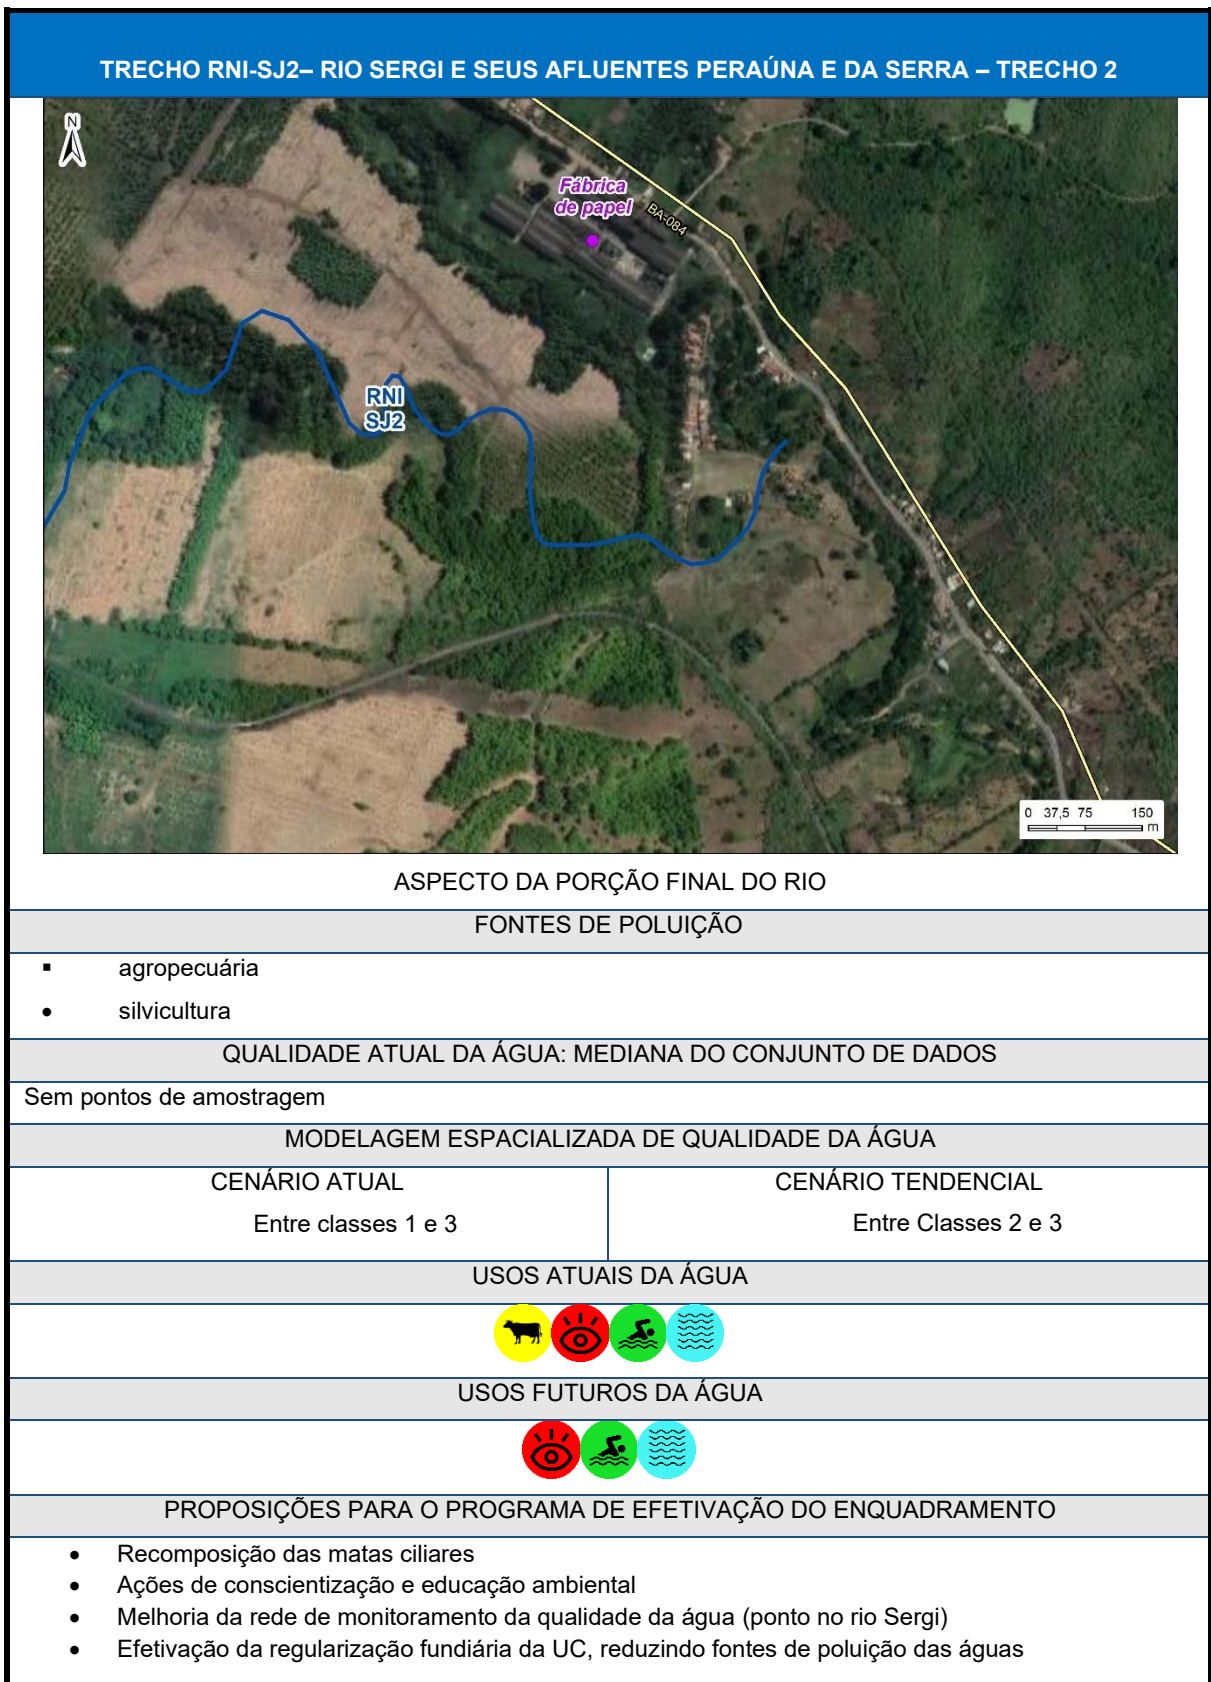 TRECHO RNI-SJ2– RIO SERGI E SEUS AFLUENTES PERAÚNA E DA SERRA – TRECHO 2
N
Fábrica
de papel
BA-084
RNI
SJ2
0 37,5 75 150
m
ASPECTO DA PORÇÃO FINAL DO RIO
FONTES DE POLUIÇÃO
▪ agropecuária
• silvicultura
QUALIDADE ATUAL DA ÁGUA: MEDIANA DO CONJUNTO DE DADOS
Sem pontos de amostragem
MODELAGEM ESPACIALIZADA DE QUALIDADE DA ÁGUA
CENÁRIO ATUAL
Entre classes 1 e 3
CENÁRIO TENDENCIAL
Entre Classes 2 e 3
USOS ATUAIS DA ÁGUA
USOS FUTUROS DA ÁGUA
PROPOSIÇÕES PARA O PROGRAMA DE EFETIVAÇÃO DO ENQUADRAMENTO
• Recomposição das matas ciliares
• Ações de conscientização e educação ambiental
• Melhoria da rede de monitoramento da qualidade da água (ponto no rio Sergi)
• Efetivação da regularização fundiária da UC, reduzindo fontes de poluição das águas